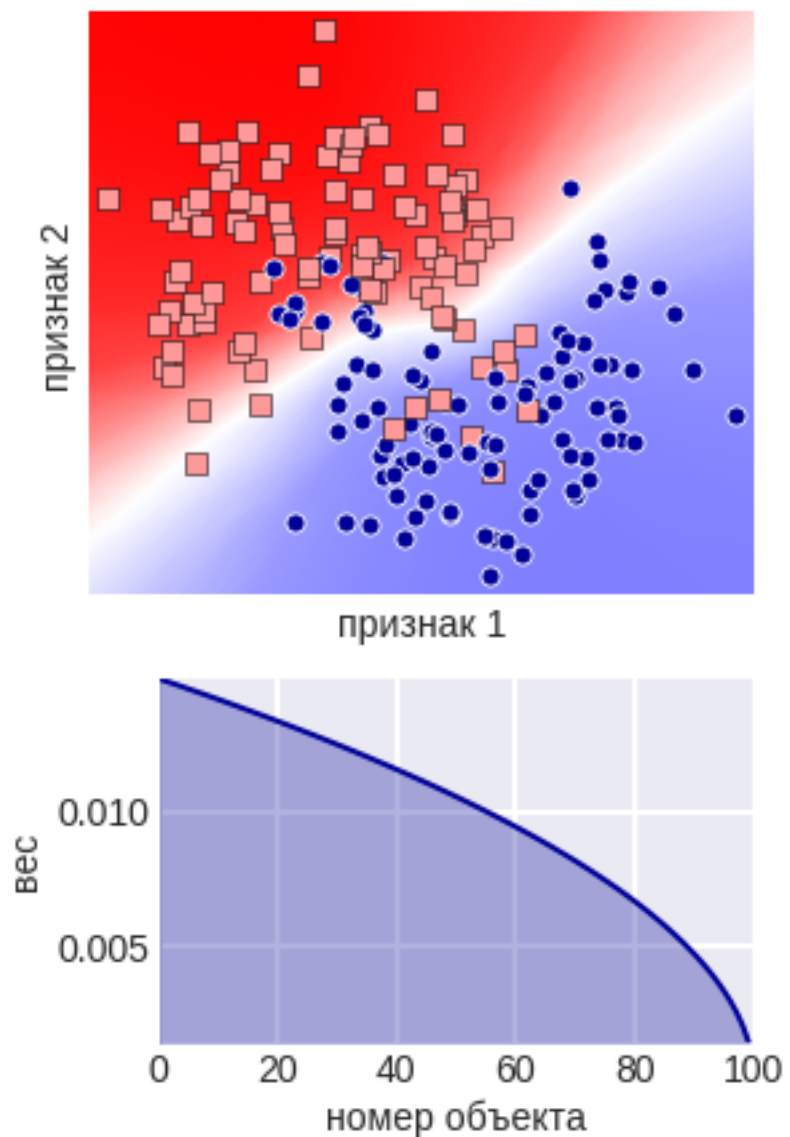 признак 2
признак 1
0.010
0.005
вес
0 20 40 60 80 100
номер объекта